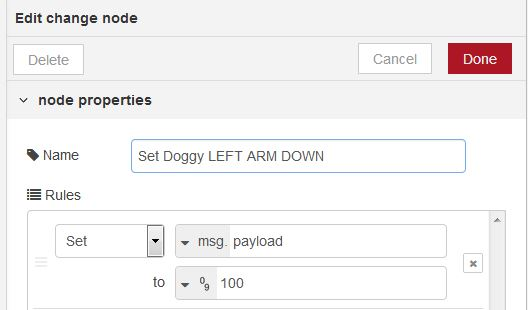 Edit change node
Delete Cancel Done
node properties
Name Set Doggy LEFT ARM DOWN
Rules
Set msg. payload
to 09 100